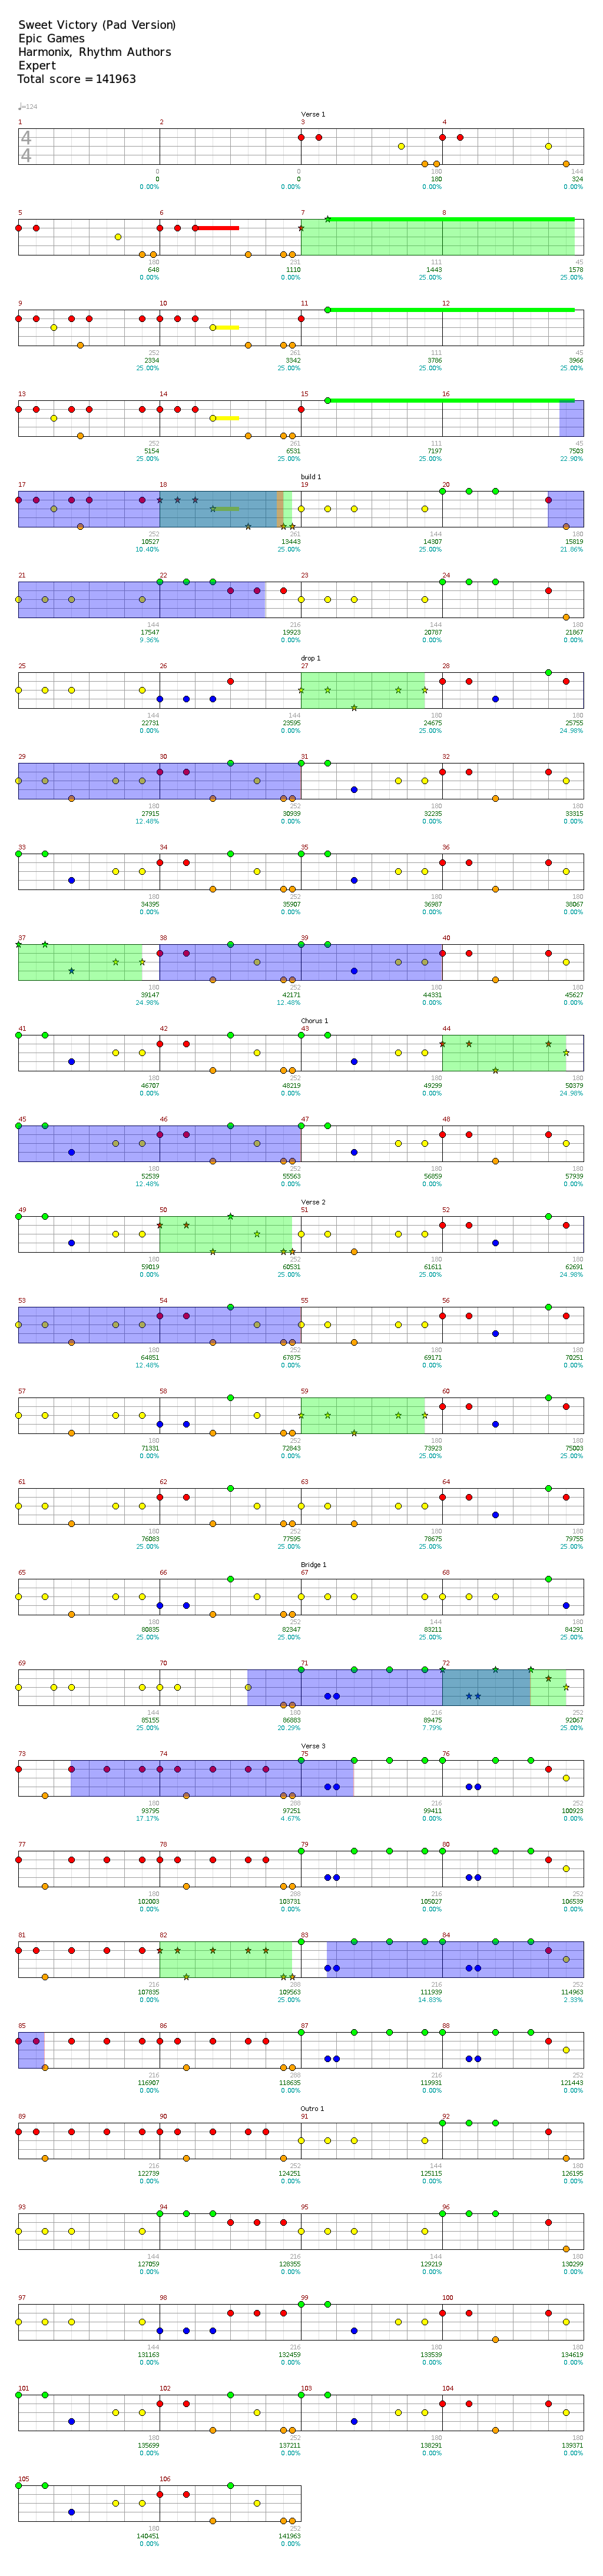 Sweet Victory (Pad Version)
Epic Games
Harmonix, Rhythm Authors
Expert
Total score = 141963
♩=124
Verse 1
1 2 3 4
4
4
0 0 180 144
0 0 180 324
0.00% 0.00% 0.00% 0.00%
5 6 7 8
180 231 111 45
648 1110 1443 1578
0.00% 0.00% 25.00% 25.00%
9 10 11 12
252 261 111 45
2334 3342 3786 3966
25.00% 25.00% 25.00% 25.00%
13 14 15 16
252 261 111 45
5154 6531 7197 7503
25.00% 25.00% 25.00% 22.90%
build 1
17 18 19 20
252 261 144 180
10527 13443 14307 15819
10.40% 25.00% 25.00% 21.86%
21 22 23 24
144 216 144 180
17547 19923 20787 21867
9.36% 0.00% 0.00% 0.00%
drop 1
25 26 27 28
144 144 180 180
22731 23595 24675 25755
0.00% 0.00% 25.00% 24.98%
29 30 31 32
180 252 180 180
27915 30939 32235 33315
12.48% 0.00% 0.00% 0.00%
33 34 35 36
180 252 180 180
34395 35907 36987 38067
0.00% 0.00% 0.00% 0.00%
37 38 39 40
180 252 180 180
39147 42171 44331 45627
24.98% 12.48% 0.00% 0.00%
Chorus 1
41 42 43 44
180 252 180 180
46707 48219 49299 50379
0.00% 0.00% 0.00% 24.98%
45 46 47 48
180 252 180 180
52539 55563 56859 57939
12.48% 0.00% 0.00% 0.00%
Verse 2
49 50 51 52
180 252 180 180
59019 60531 61611 62691
0.00% 25.00% 25.00% 24.98%
53 54 55 56
180 252 180 180
64851 67875 69171 70251
12.48% 0.00% 0.00% 0.00%
57 58 59 60
180 252 180 180
71331 72843 73923 75003
0.00% 0.00% 25.00% 25.00%
61 62 63 64
180 252 180 180
76083 77595 78675 79755
25.00% 25.00% 25.00% 25.00%
Bridge 1
65 66 67 68
180 252 144 180
80835 82347 83211 84291
25.00% 25.00% 25.00% 25.00%
69 70 71 72
144 180 216 252
85155 86883 89475 92067
25.00% 20.29% 7.79% 25.00%
Verse 3
73 74 75 76
180 288 216 252
93795 97251 99411 100923
17.17% 4.67% 0.00% 0.00%
77 78 79 80
180 288 216 252
102003 103731 105027 106539
0.00% 0.00% 0.00% 0.00%
81 82 83 84
216 288 216 252
107835 109563 111939 114963
0.00% 25.00% 14.83% 2.33%
85 86 87 88
216 288 216 252
116907 118635 119931 121443
0.00% 0.00% 0.00% 0.00%
Outro 1
89 90 91 92
216 252 144 180
122739 124251 125115 126195
0.00% 0.00% 0.00% 0.00%
93 94 95 96
144 216 144 180
127059 128355 129219 130299
0.00% 0.00% 0.00% 0.00%
97 98 99 100
144 216 180 180
131163 132459 133539 134619
0.00% 0.00% 0.00% 0.00%
101 102 103 104
180 252 180 180
135699 137211 138291 139371
0.00% 0.00% 0.00% 0.00%
105 106
180 252
140451 141963
0.00% 0.00%